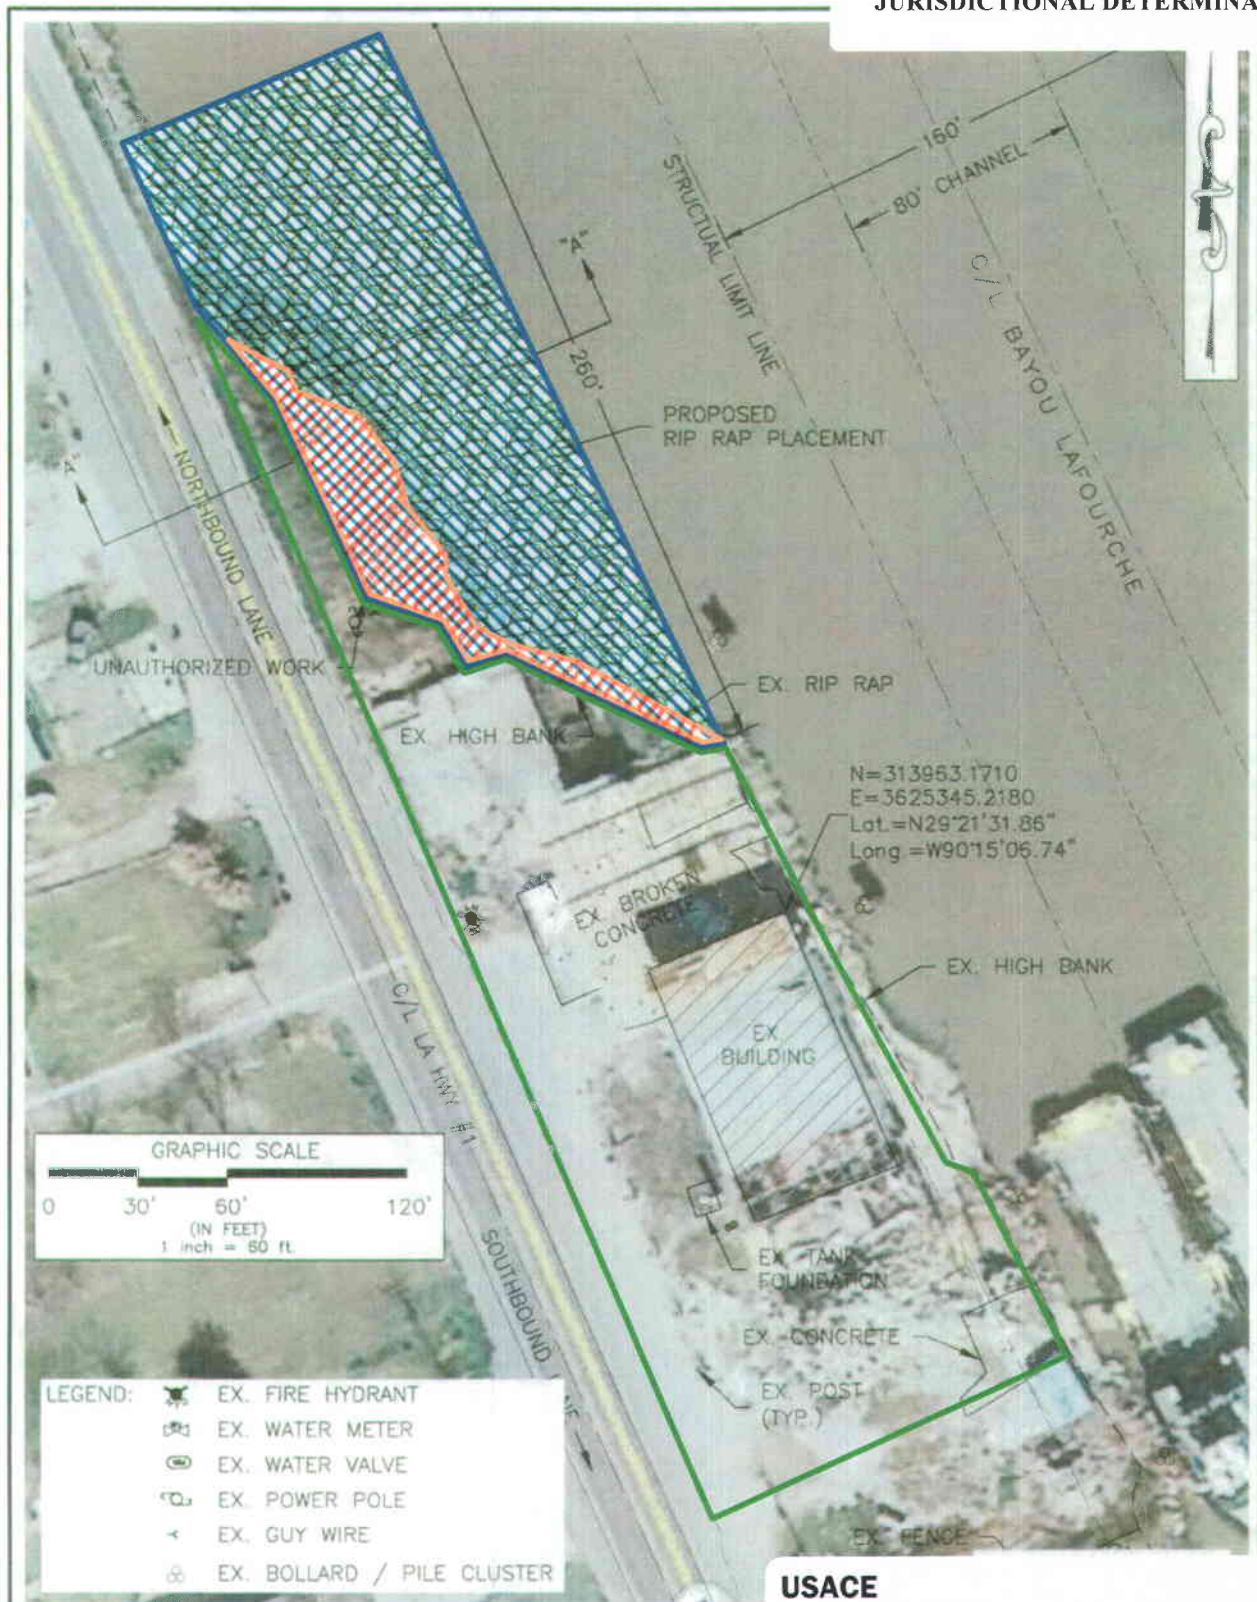 JURISDICTIONAL DETERMINA
160'
80' CHANNEL
STRUCTUAL LIMIT LINE
C/L BAYOU LAFOURCHE
"A"
260'
PROPOSED
RIP RAP PLACEMENT
"A"
NORTHBOUND LANE
UNAUTHORIZED WORK
EX. RIP RAP
EX. HIGH BANK
N=313963.1710
E=3625345.2180
Lat.=N29°21'31.86"
Long.=W90°15'06.74"
EX. BROKEN
CONCRETE
EX. HIGH BANK
EX.
BUILDING
C/L LA HWY #1
GRAPHIC SCALE
0 30' 60' 120'
(IN FEET)
1 inch = 60 ft.
SOUTHBOUND LANE
EX. TANK
FOUNDATION
EX. CONCRETE
EX. POST
(TYP.)
LEGEND:
EX. FIRE HYDRANT
EX. WATER METER
EX. WATER VALVE
EX. POWER POLE
EX. GUY WIRE
EX. BOLLARD / PILE CLUSTER
EX. FENCE
USACE